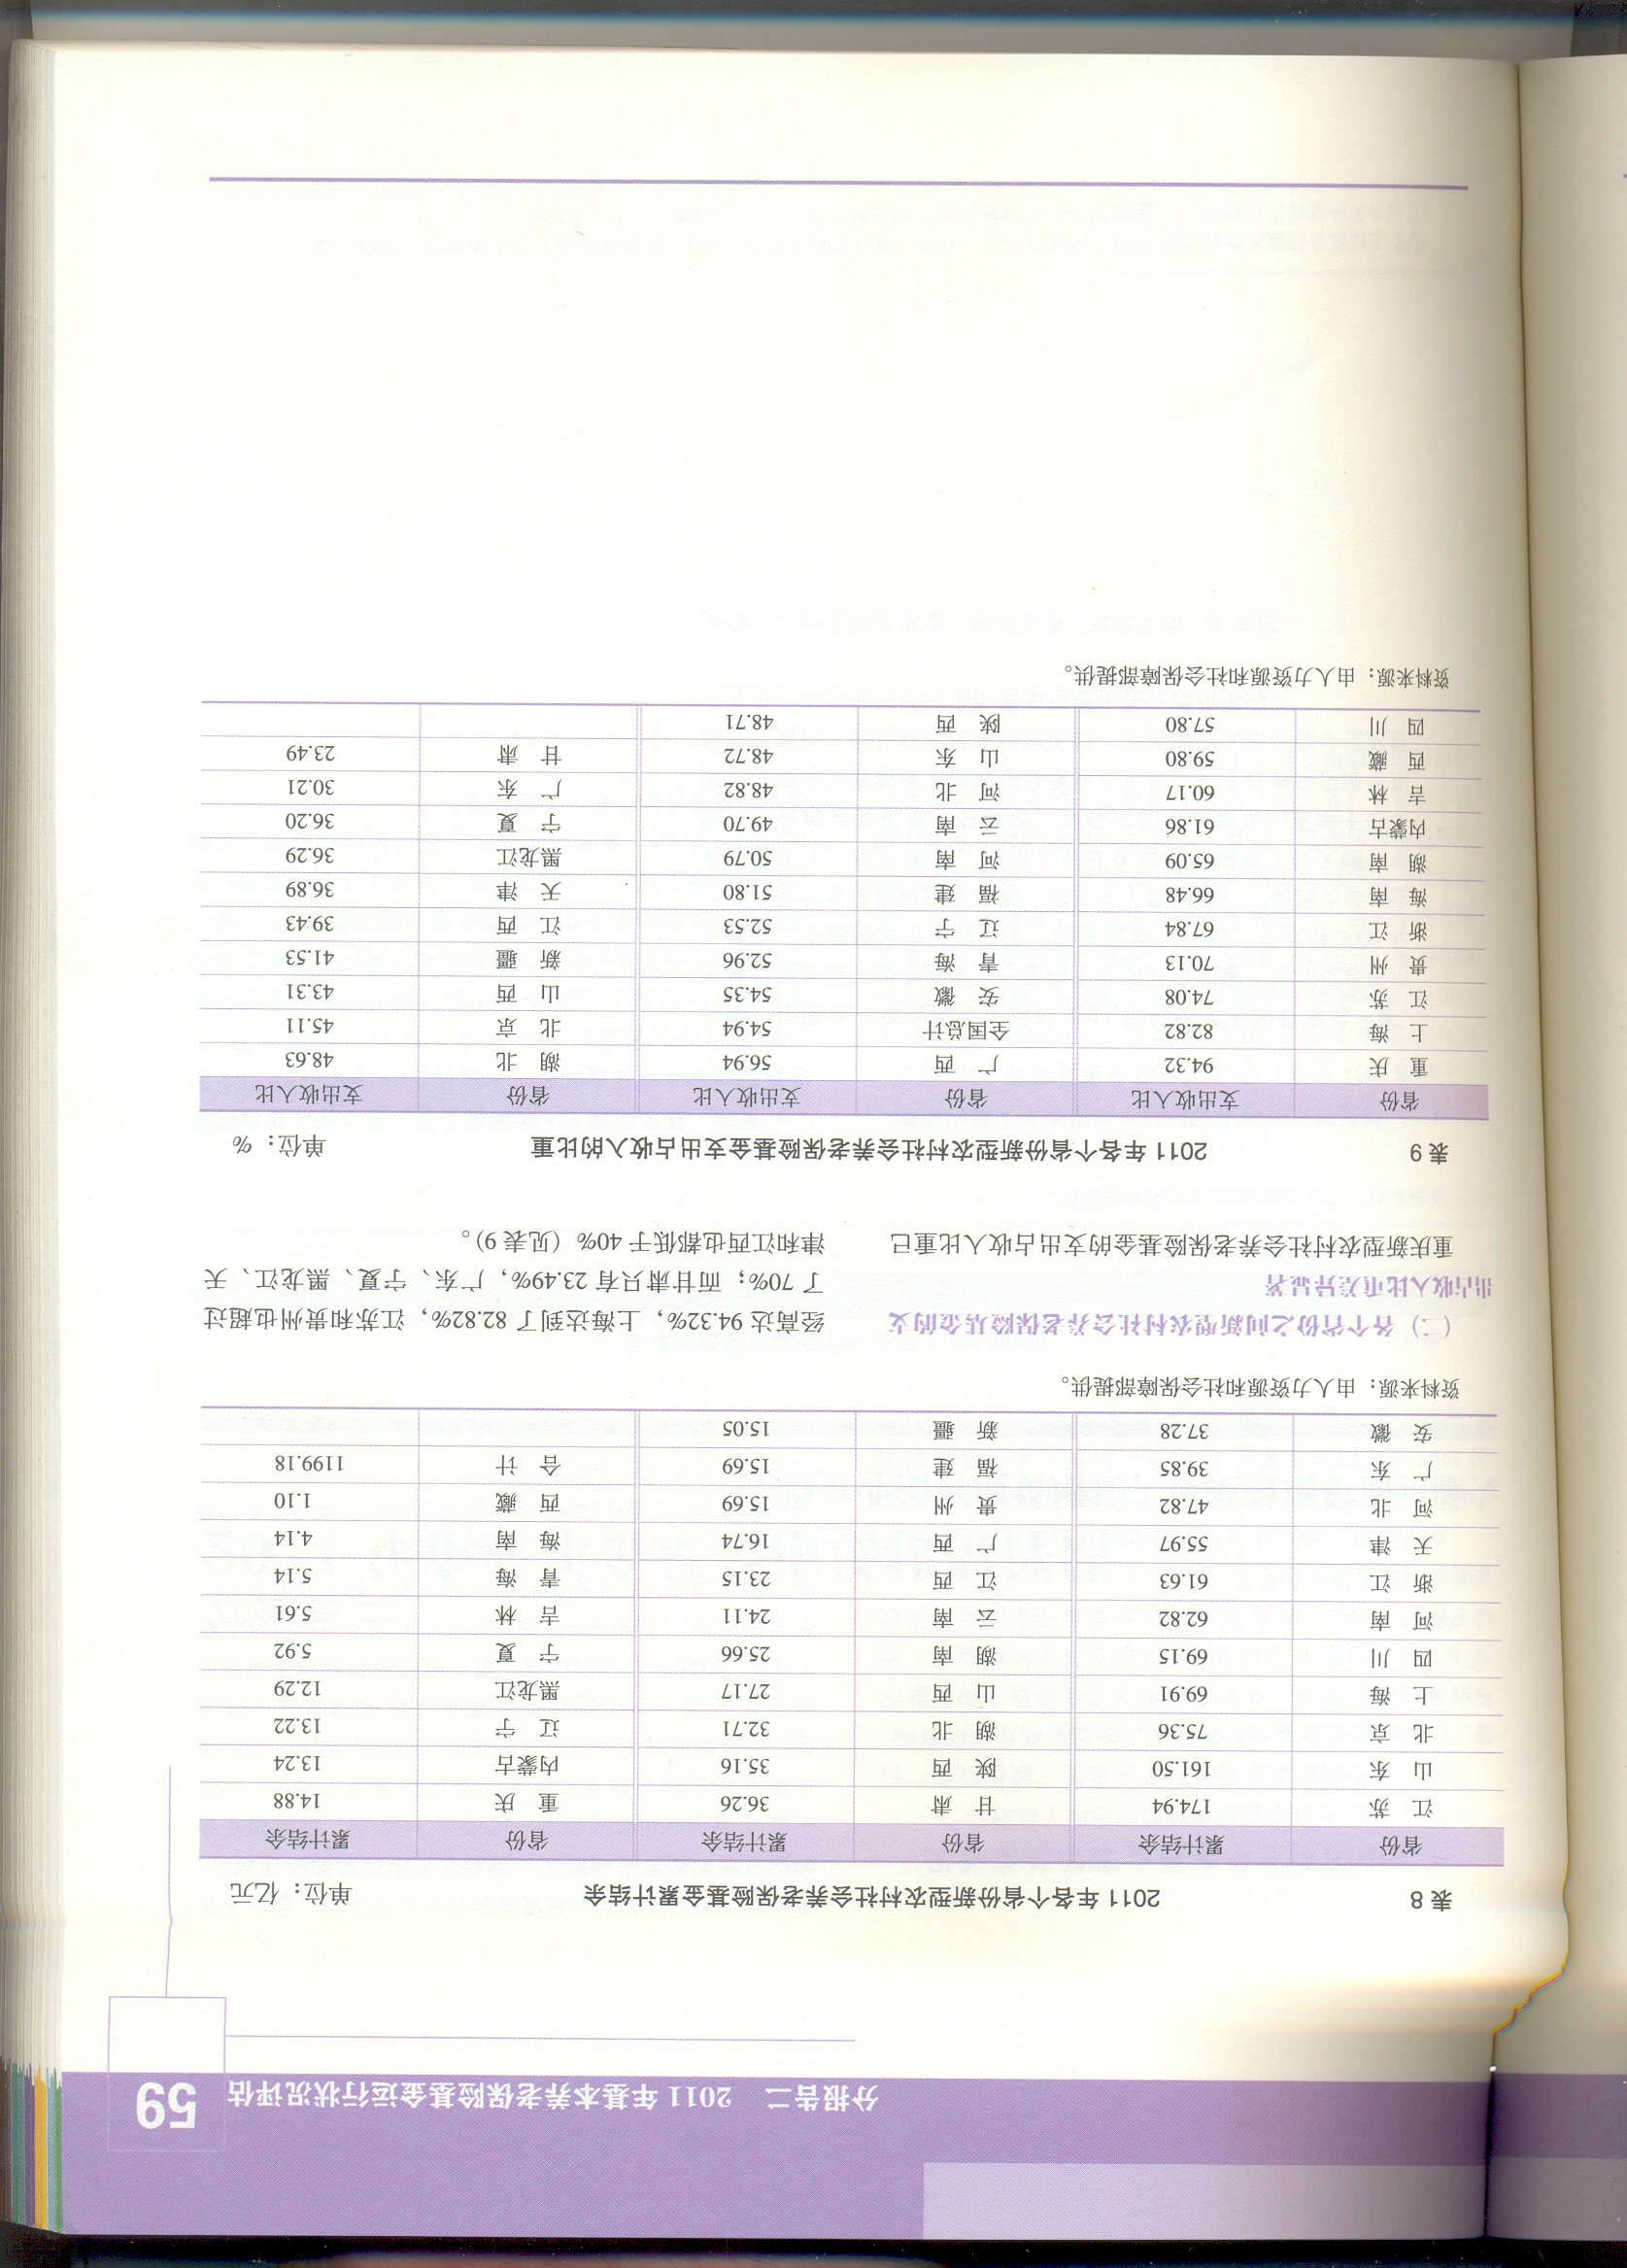 分报告二 2011 年基本养老保险基金运行状况评估 59
表 8 2011 年各个省份新型农村社会养老保险基金累计结余 单位：亿元
省份 累计结余 省份 累计结余 省份 累计结余
江 苏 174.94 甘 肃 36.26 重 庆 14.88
山 东 161.50 陕 西 35.16 内蒙古 13.24
北 京 75.36 湖 北 32.71 辽 宁 13.22
上 海 69.91 山 西 27.17 黑龙江 12.29
四 川 69.15 湖 南 25.66 宁 夏 5.92
河 南 62.82 云 南 24.11 吉 林 5.61
浙 江 61.63 江 西 23.15 青 海 5.14
天 津 55.97 广 西 16.74 海 南 4.14
河 北 47.82 贵 州 15.69 西 藏 1.10
广 东 39.85 福 建 15.69 合 计 1199.18
安 徽 37.28 新 疆 15.05
资料来源：由人力资源和社会保障部提供。
（二）各个省份之间新型农村社会养老保险基金的支
出占收入比重差异显著
重庆新型农村社会养老保险基金的支出占收入比重已
经高达 94.32%，上海达到了 82.82%，江苏和贵州也超过
了 70%；而甘肃只有 23.49%，广东、宁夏、黑龙江、天
津和江西也都低于 40%（见表 9）。
表 9 2011 年各个省份新型农村社会养老保险基金支出占收入的比重 单位：%
省份 支出收入比 省份 支出收入比 省份 支出收入比
重 庆 94.32 广 西 56.94 湖 北 48.63
上 海 82.82 全国总计 54.94 北 京 45.11
江 苏 74.08 安 徽 54.35 山 西 43.31
贵 州 70.13 青 海 52.96 新 疆 41.53
浙 江 67.84 辽 宁 52.53 江 西 39.43
海 南 66.48 福 建 51.80 天 津 36.89
湖 南 65.09 河 南 50.79 黑龙江 36.29
内蒙古 61.86 云 南 49.70 宁 夏 36.20
吉 林 60.17 河 北 48.82 广 东 30.21
西 藏 59.80 山 东 48.72 甘 肃 23.49
四 川 57.80 陕 西 48.71
资料来源：由人力资源和社会保障部提供。